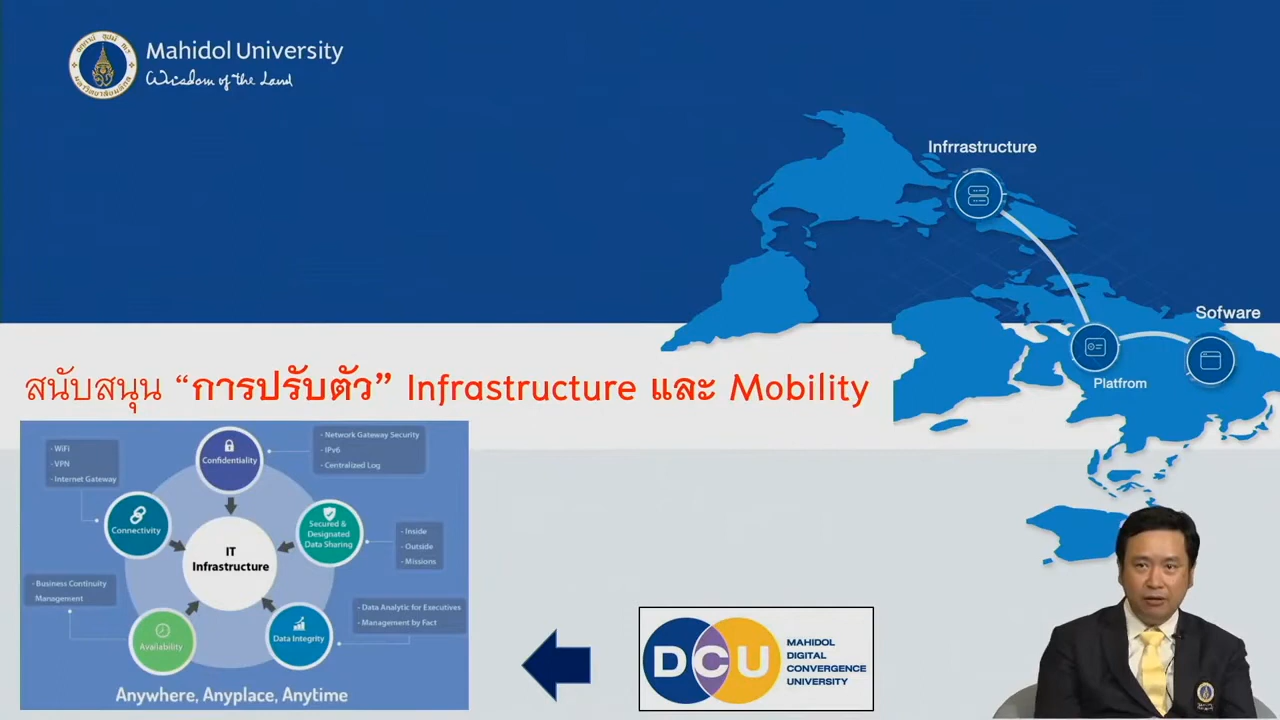 Mahidol University
Wisdom of the Land
Infrrastructure
Sofware
Platfrom
สนับสนุน “การปรับตัว” Infrastructure และ Mobility
- WiFi
- VPN
- Internet Gateway
Confidentiality
- Network Gateway Security
- IPv6
- Centralized Log
Connectivity
Secured &
Designated
Data Sharing
- Inside
- Outside
- Missions
IT
Infrastructure
- Business Continuity
Management
Availability
Data Integrity
- Data Analytic for Executives
- Management by Fact
Anywhere, Anyplace, Anytime
DCU
MAHIDOL
DIGITAL
CONVERGENCE
UNIVERSITY